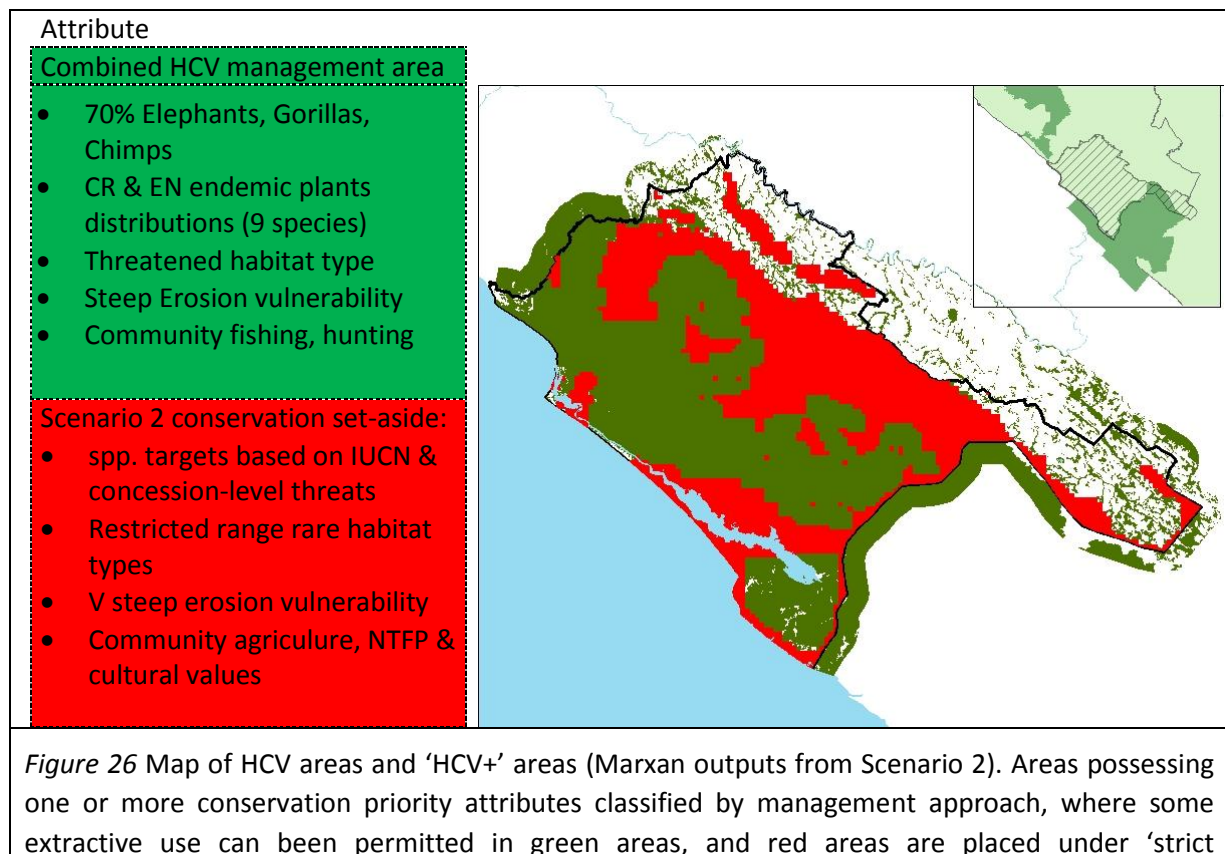 Attribute
Combined HCV management area
• 70% Elephants, Gorillas,
Chimps
• CR & EN endemic plants
distributions (9 species)
• Threatened habitat type
• Steep Erosion vulnerability
• Community fishing, hunting
Scenario 2 conservation set-aside:
• spp. targets based on IUCN &
concession-level threats
• Restricted range rare habitat
types
• V steep erosion vulnerability
• Community agriculure, NTFP &
cultural values
Figure 26 Map of HCV areas and ‘HCV+’ areas (Marxan outputs from Scenario 2). Areas possessing
one or more conservation priority attributes classified by management approach, where some
extractive use can been permitted in green areas, and red areas are placed under ‘strict